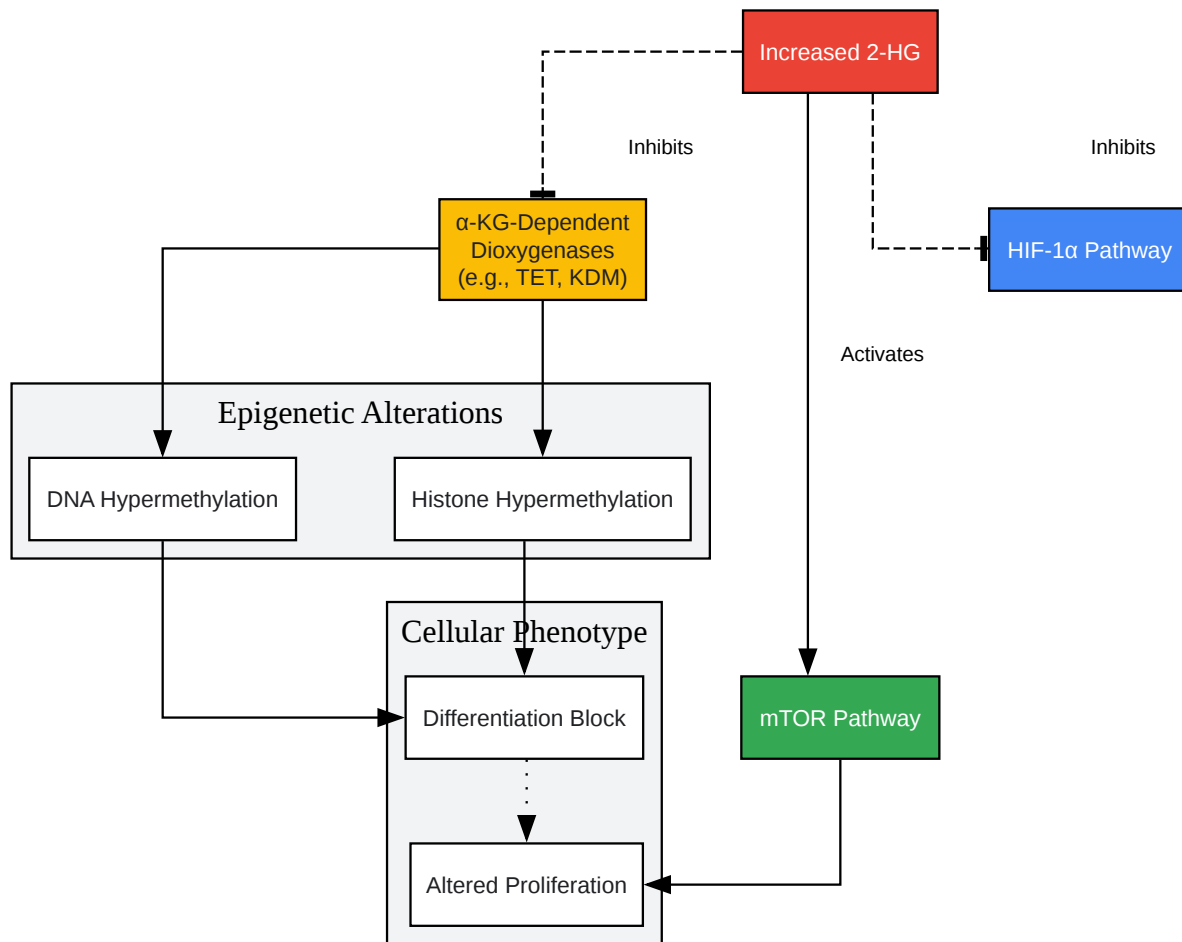 Increased 2-HG
Inhibits
Inhibits
α-KG-Dependent
Dioxygenases
(e.g., TET, KDM)
HIF-1α Pathway
Activates
Epigenetic Alterations
DNA Hypermethylation
Histone Hypermethylation
Cellular Phenotype
Differentiation Block
mTOR Pathway
Altered Proliferation